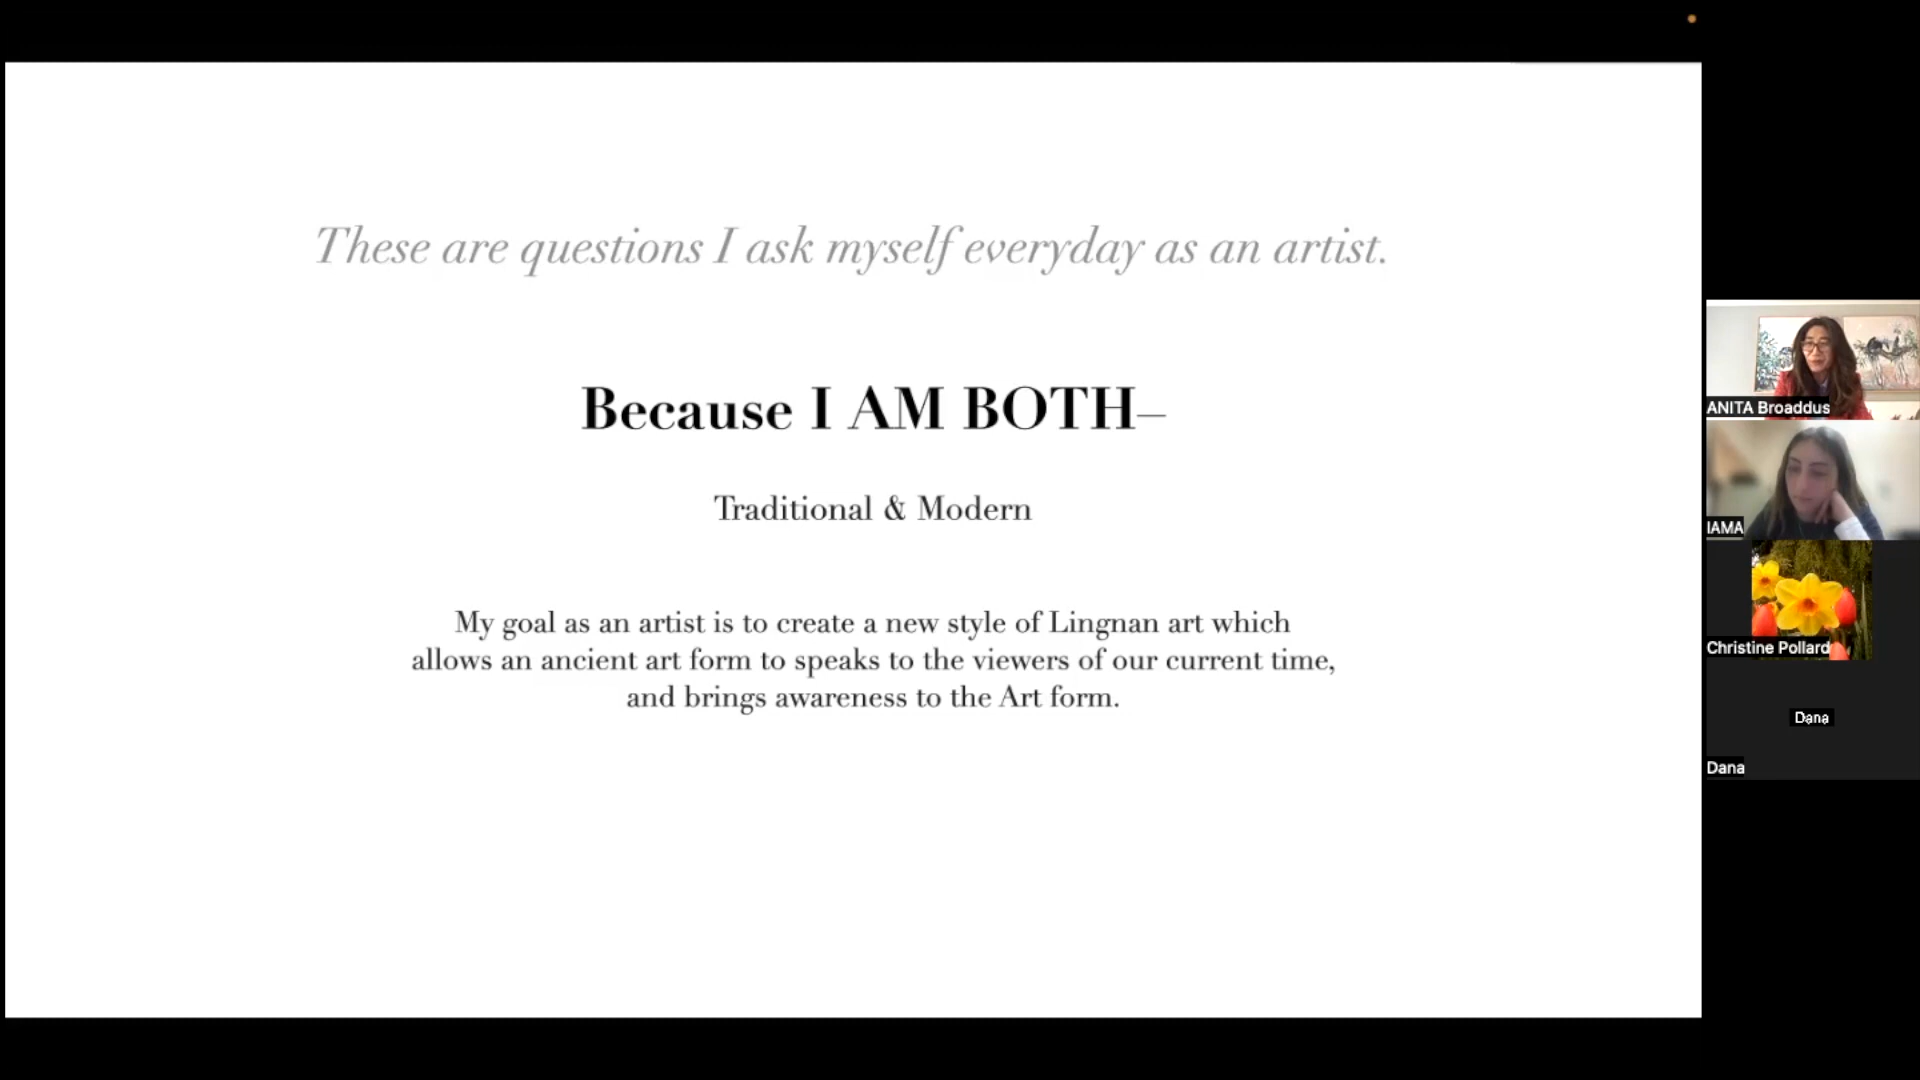 These are questions I ask myself everyday as an artist.
Because I AM BOTH–
Traditional & Modern
My goal as an artist is to create a new style of Lingnan art which
allows an ancient art form to speaks to the viewers of our current time,
and brings awareness to the Art form.
ANITA Broaddus
IAMA
Christine Pollard
Dana
Dana